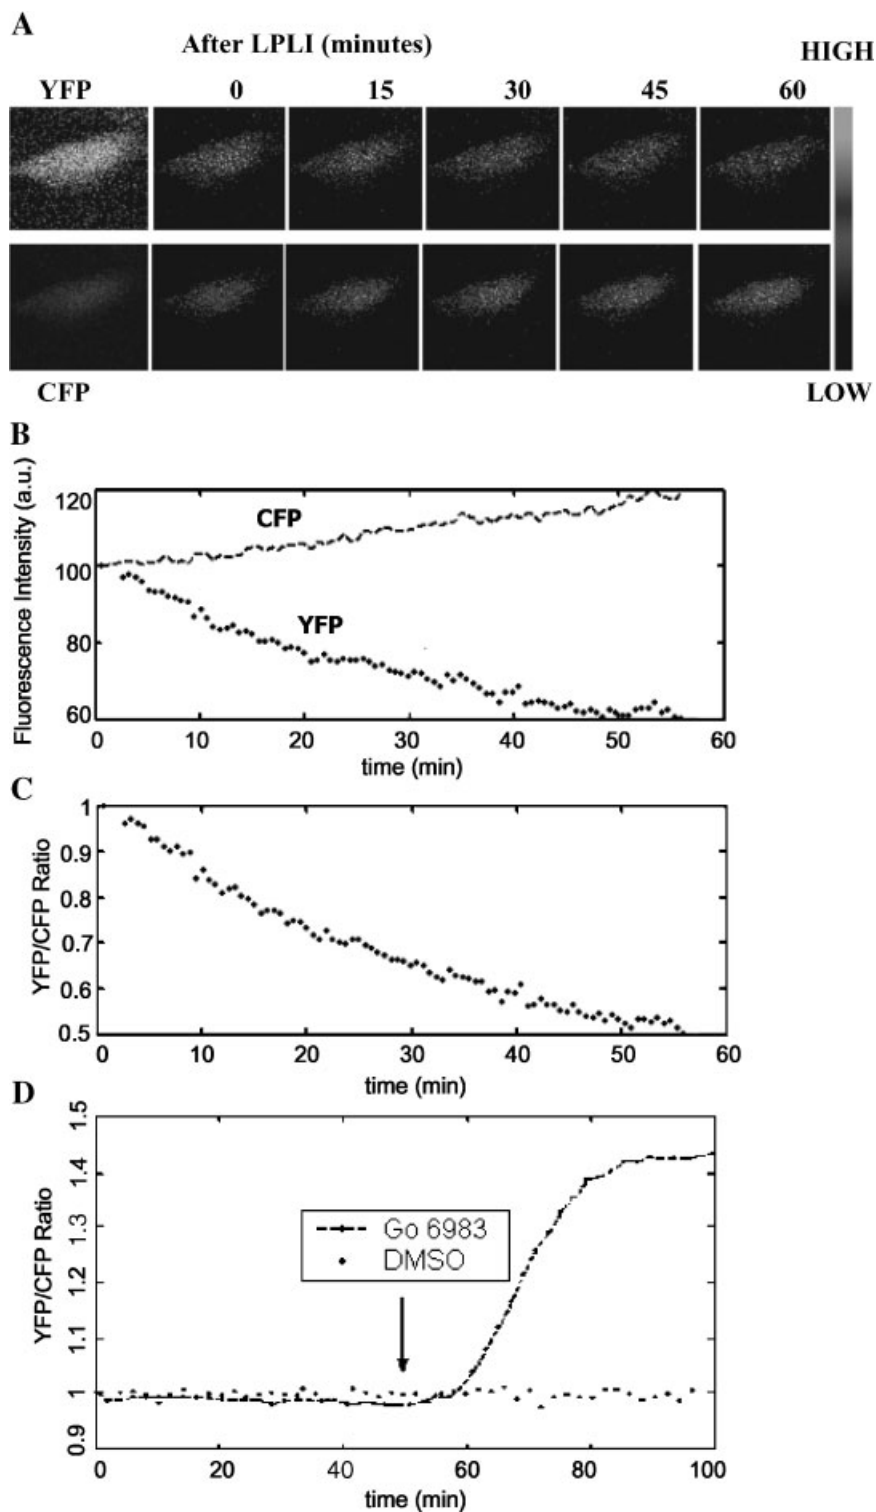 A
After LPLI (minutes)
HIGH
YFP 0 15 30 45 60
CFP
LOW
B
Fluorescence Intensity (a.u.)
120
100
80
60
CFP
YFP
0 10 20 30 40 50 60
time (min)
C
YFP/CFP Ratio
1
0.9
0.8
0.7
0.6
0.5
0 10 20 30 40 50 60
time (min)
D
YFP/CFP Ratio
1.5
1.4
1.3
1.2
1.1
1
0.9
Go 6983
DMSO
0 20 40 60 80 100
time (min)